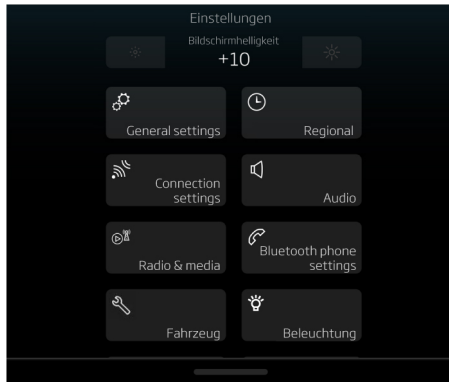 Einstellungen
Bildschirmhelligkeit
+10
General settings
Regional
Connection
settings
Audio
Radio & media
Bluetooth phone
settings
Fahrzeug
Beleuchtung